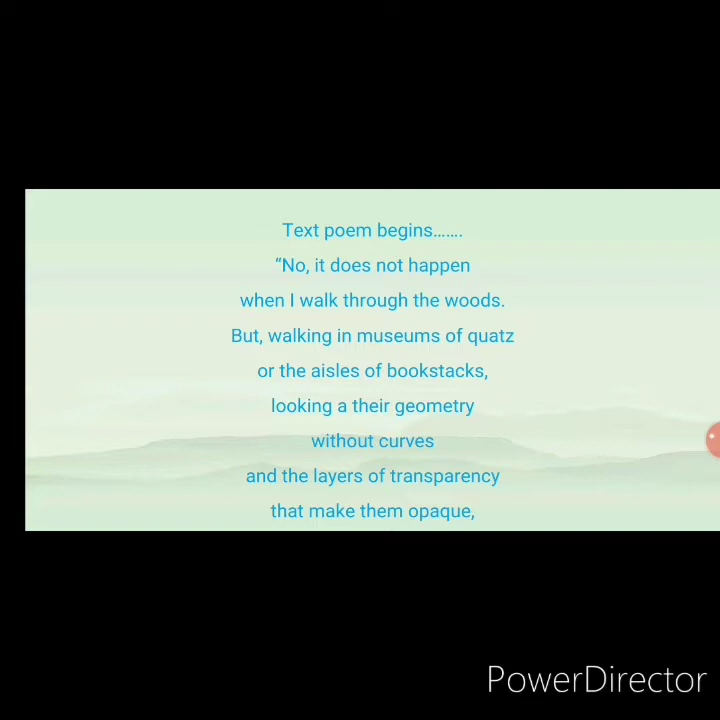 Text poem begins.......
“No, it does not happen
when I walk through the woods.
But, walking in museums of quatz
or the aisles of bookstacks,
looking a their geometry
without curves
and the layers of transparency
that make them opaque,
PowerDirector